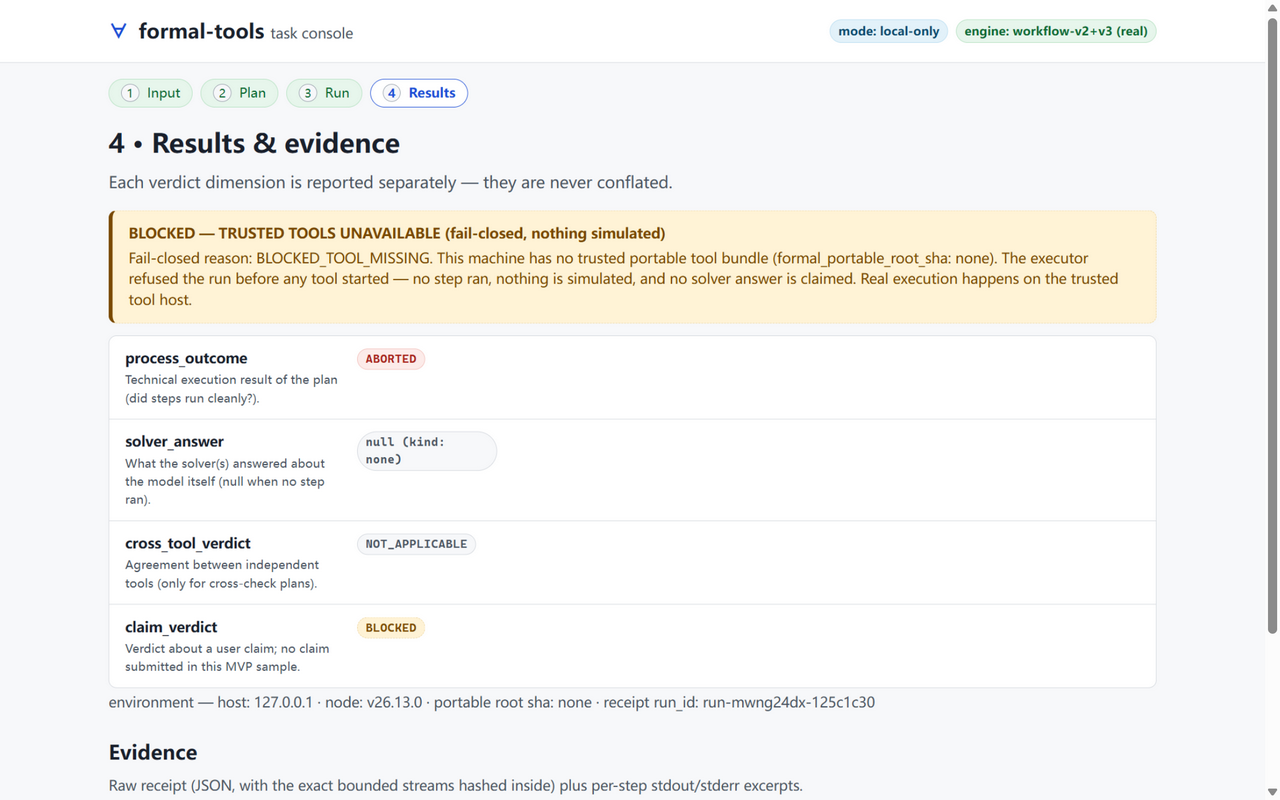 ∀ formal-tools task console
mode: local-only
engine: workflow-v2+v3 (real)
1 Input
2 Plan
3 Run
4 Results
4 • Results & evidence
Each verdict dimension is reported separately — they are never conflated.
BLOCKED — TRUSTED TOOLS UNAVAILABLE (fail-closed, nothing simulated)
Fail-closed reason: BLOCKED_TOOL_MISSING. This machine has no trusted portable tool bundle (formal_portable_root_sha: none). The executor
refused the run before any tool started — no step ran, nothing is simulated, and no solver answer is claimed. Real execution happens on the trusted
tool host.
process_outcome
ABORTED
Technical execution result of the plan
(did steps run cleanly?).
solver_answer
null (kind:
none)
What the solver(s) answered about
the model itself (null when no step
ran).
cross_tool_verdict
NOT_APPLICABLE
Agreement between independent
tools (only for cross-check plans).
claim_verdict
BLOCKED
Verdict about a user claim; no claim
submitted in this MVP sample.
environment — host: 127.0.0.1 · node: v26.13.0 · portable root sha: none · receipt run_id: run-mwng24dx-125c1c30
Evidence
Raw receipt (JSON, with the exact bounded streams hashed inside) plus per-step stdout/stderr excerpts.